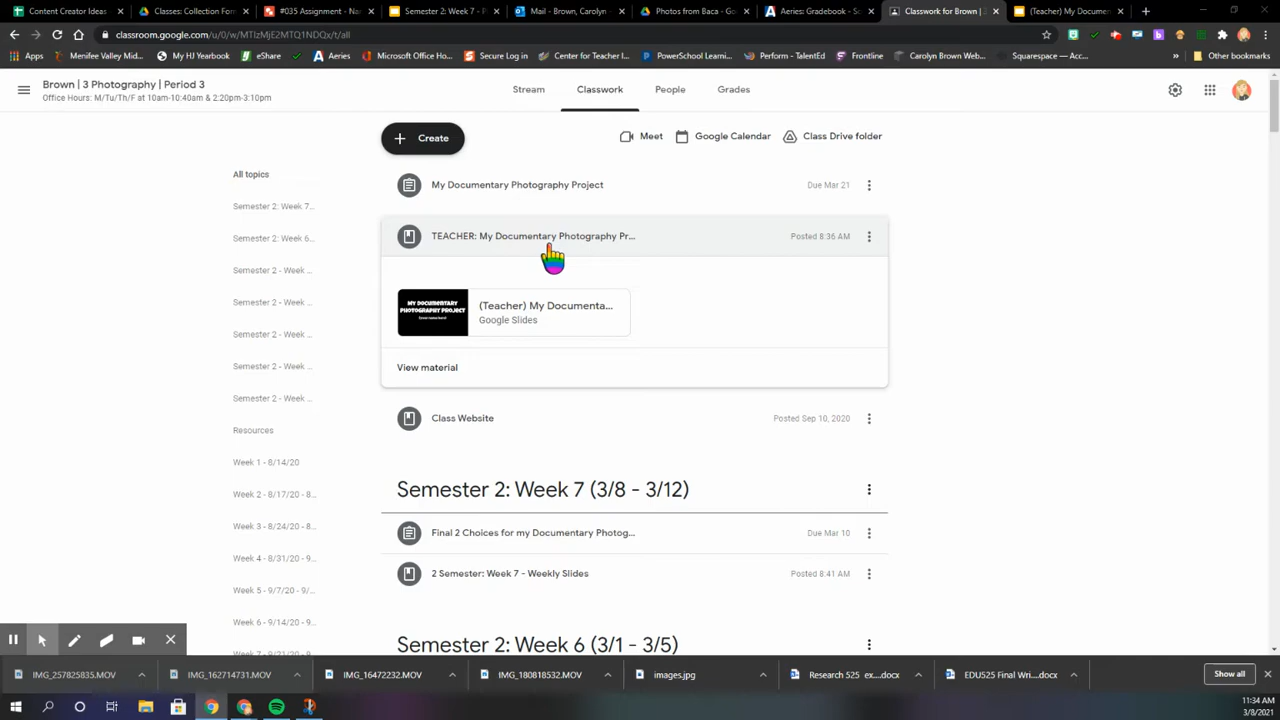 Content Creator Ideas
Classes: Collection Form
#035 Assignment - Na
Semester 2: Week 7 - P
Mail - Brown, Carolyn -
Photos from Baca - Go
Aeries: Gradebook - S
Classwork for Brown |
(Teacher) My Documen
classroom.google.com/u/0/w/MTIzMjE2MTQ1NDQx/t/all
Apps
Menifee Valley Mid...
My HJ Yearbook
eShare
Aeries
Microsoft Office Ho...
Secure Log in
Center for Teacher I...
PowerSchool Learni...
Perform - TalentEd
Frontline
Carolyn Brown Web...
Squarespace — Acc...
»
Other bookmarks
Brown | 3 Photography | Period 3
Office Hours: M/Tu/Th/F at 10am-10:40am & 2:20pm-3:10pm
Stream
Classwork
People
Grades
Create
Meet
Google Calendar
Class Drive folder
All topics
Semester 2: Week 7...
Semester 2: Week 6...
Semester 2 - Week ...
Semester 2 - Week ...
Semester 2 - Week ...
Semester 2 - Week ...
Semester 2 - Week ...
Resources
Week 1 - 8/14/20
Week 2 - 8/17/20 - 8...
Week 3 - 8/24/20 - 8...
Week 4 - 8/31/20 - 9...
Week 5 - 9/7/20 - 9/...
Week 6 - 9/14/20 - 9...
Week 7 - 9/21/20 - 9...
My Documentary Photography Project
Due Mar 21
TEACHER: My Documentary Photography Pr...
Posted 8:36 AM
MY DOCUMENTARY
PHOTOGRAPHY PROJECT
(Teacher) My Documenta...
Google Slides
View material
Class Website
Posted Sep 10, 2020
Semester 2: Week 7 (3/8 - 3/12)
Final 2 Choices for my Documentary Photog...
Due Mar 10
2 Semester: Week 7 - Weekly Slides
Posted 8:41 AM
Semester 2: Week 6 (3/1 - 3/5)
IMG_257825835.MOV
IMG_162714731.MOV
IMG_16472232.MOV
IMG_180818532.MOV
images.jpg
Research 525 ex....docx
EDU525 Final Wri....docx
Show all
11:34 AM
3/8/2021